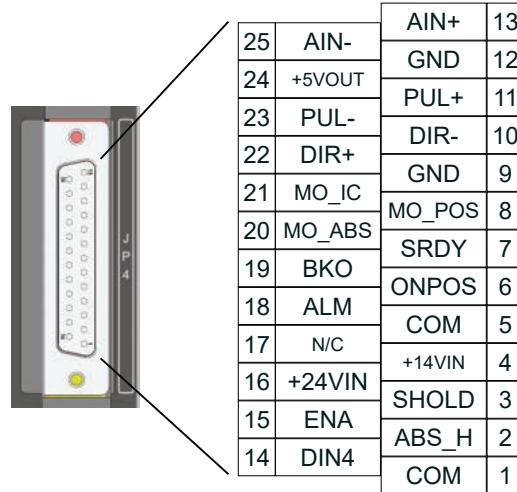 JP4
25 AIN-
24 +5VOUT
23 PUL-
22 DIR+
21 MO_IC
20 MO_ABS
19 BKO
18 ALM
17 N/C
16 +24VIN
15 ENA
14 DIN4
AIN+ 13
GND 12
PUL+ 11
DIR- 10
GND 9
MO_POS 8
SRDY 7
ONPOS 6
COM 5
+14VIN 4
SHOLD 3
ABS_H 2
COM 1